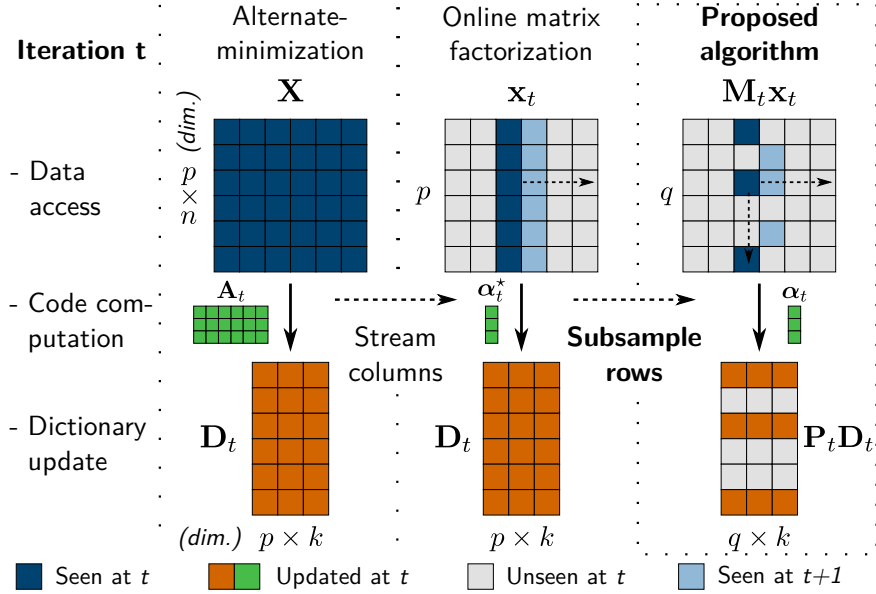 Iteration t
Alternate-
minimization
Online matrix
factorization
Proposed
algorithm
X
x_t
M_t x_t
- Data
access
(dim.)
p × n
p
q
- Code com-
putation
A_t
α_t^⋆
α_t
Stream
columns
Subsample
rows
- Dictionary
update
D_t
D_t
P_t D_t
(dim.) p × k
p × k
q × k
Seen at t
Updated at t
Unseen at t
Seen at t+1